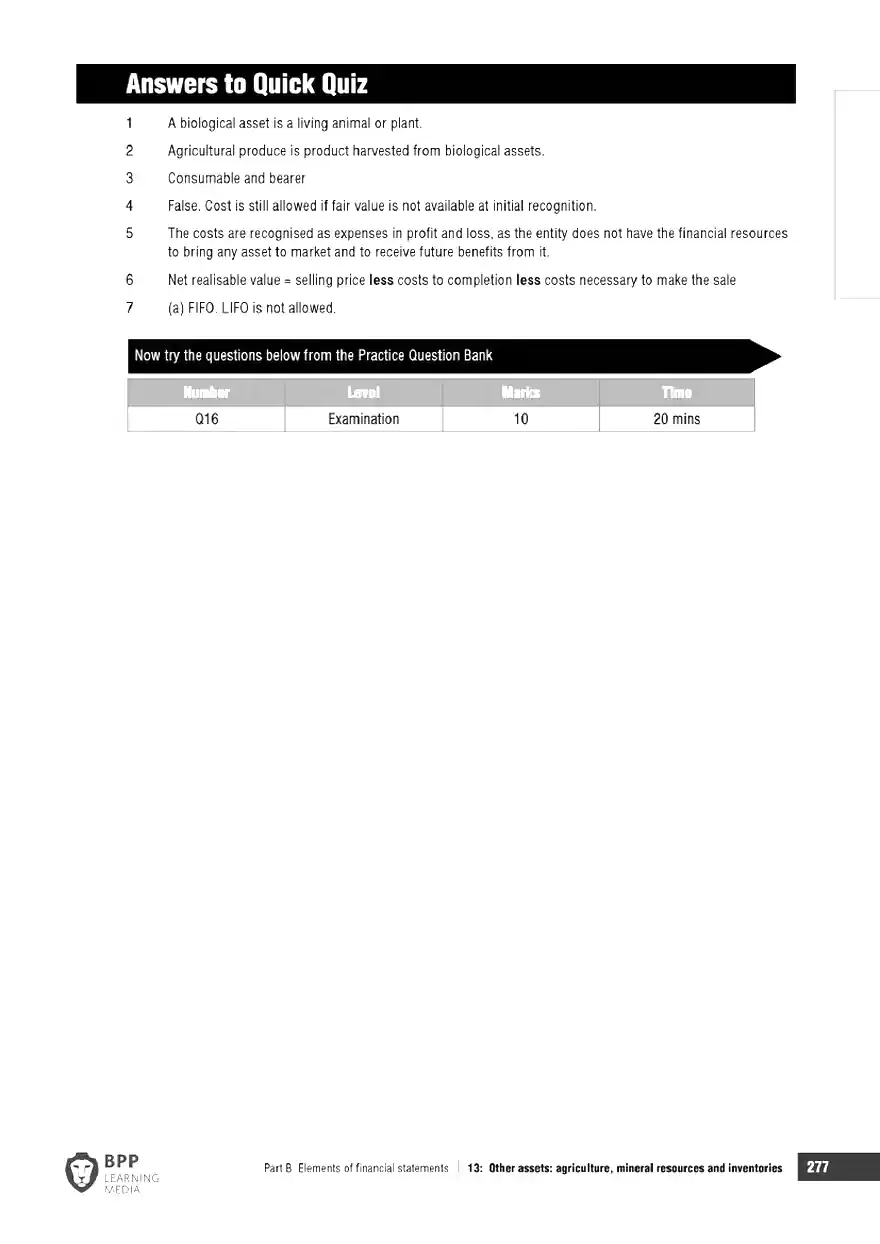 Answers to Quick Quiz
1 A biological asset is a living animal or plant.
2 Agricultural produce is product harvested from biological assets.
3 Consumable and bearer
4 False. Cost is still allowed if fair value is not available at initial recognition.
5 The costs are recognised as expenses in profit and loss, as the entity does not have the financial resources
to bring any asset to market and to receive future benefits from it.
6 Net realisable value = selling price less costs to completion less costs necessary to make the sale
7 (a) FIFO. LIFO is not allowed.
Now try the questions below from the Practice Question Bank
Number Level Marks Time
Q16 Examination 10 20 mins
BPP
LEARNING
MEDIA
Part B Elements of financial statements | 13: Other assets: agriculture, mineral resources and inventories 277